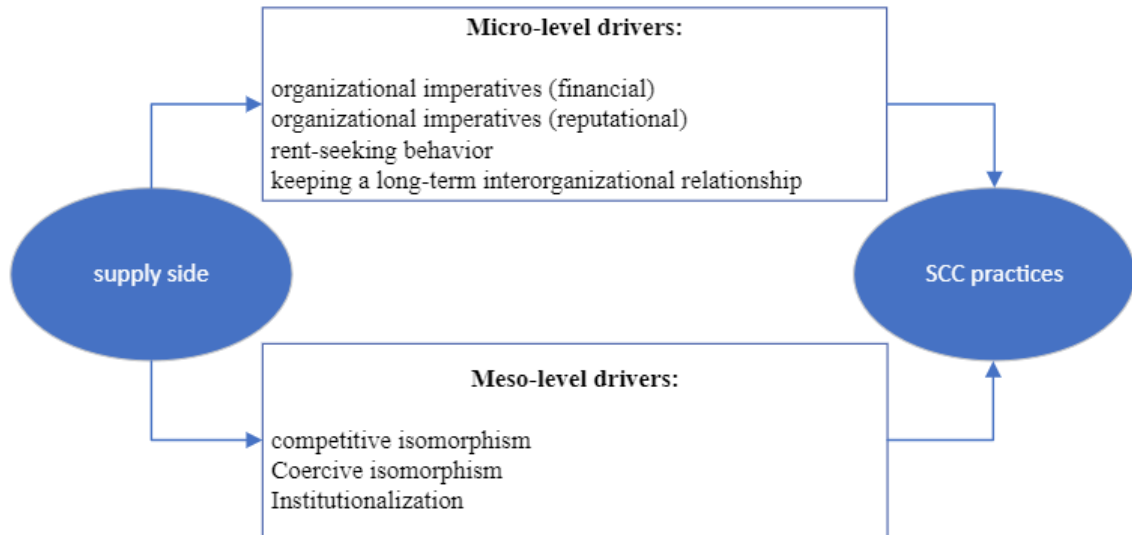 Micro-level drivers:
organizational imperatives (financial)
organizational imperatives (reputational)
rent-seeking behavior
keeping a long-term interorganizational relationship
supply side
SCC practices
Meso-level drivers:
competitive isomorphism
Coercive isomorphism
Institutionalization